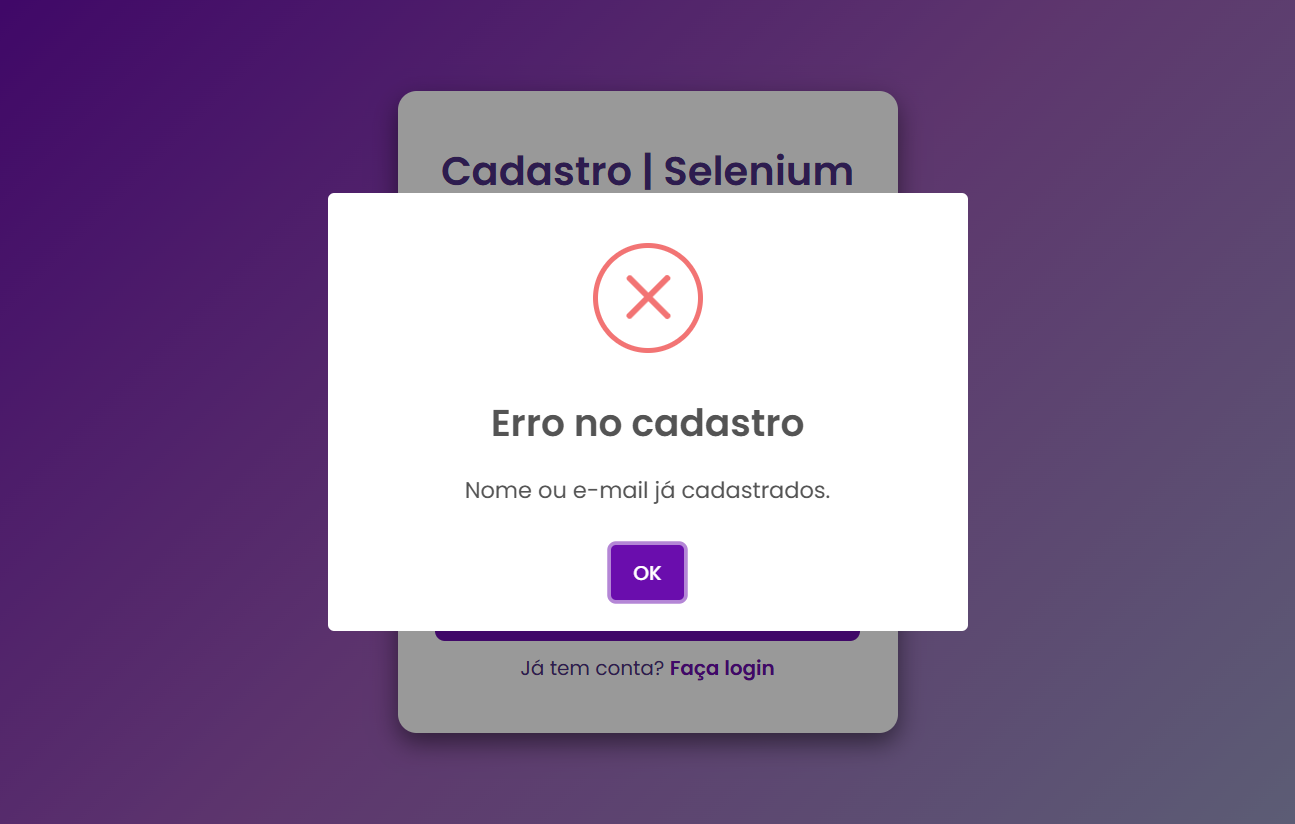 Cadastro | Selenium
Erro no cadastro
Nome ou e-mail já cadastrados.
OK
Já tem conta? Faça login